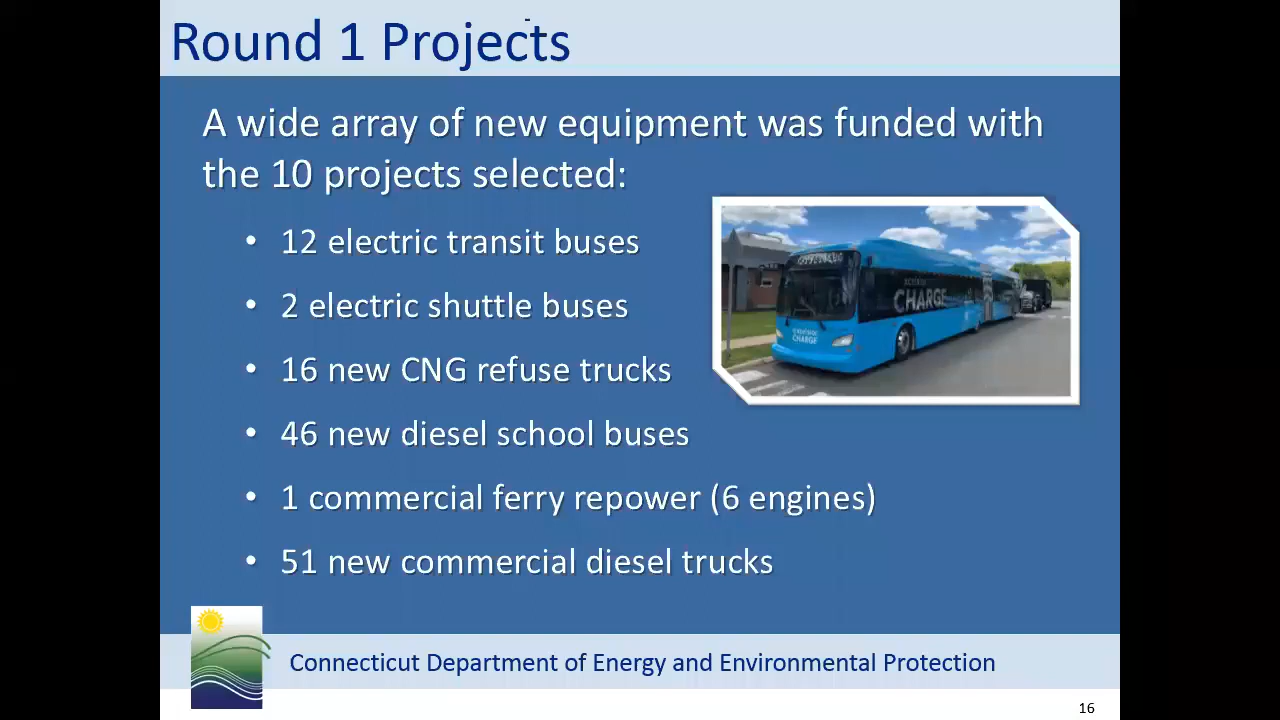 Round 1 Projects
A wide array of new equipment was funded with
the 10 projects selected:
• 12 electric transit buses
• 2 electric shuttle buses
• 16 new CNG refuse trucks
• 46 new diesel school buses
• 1 commercial ferry repower (6 engines)
• 51 new commercial diesel trucks
CHARGE
CHARGE
Connecticut Department of Energy and Environmental Protection
16